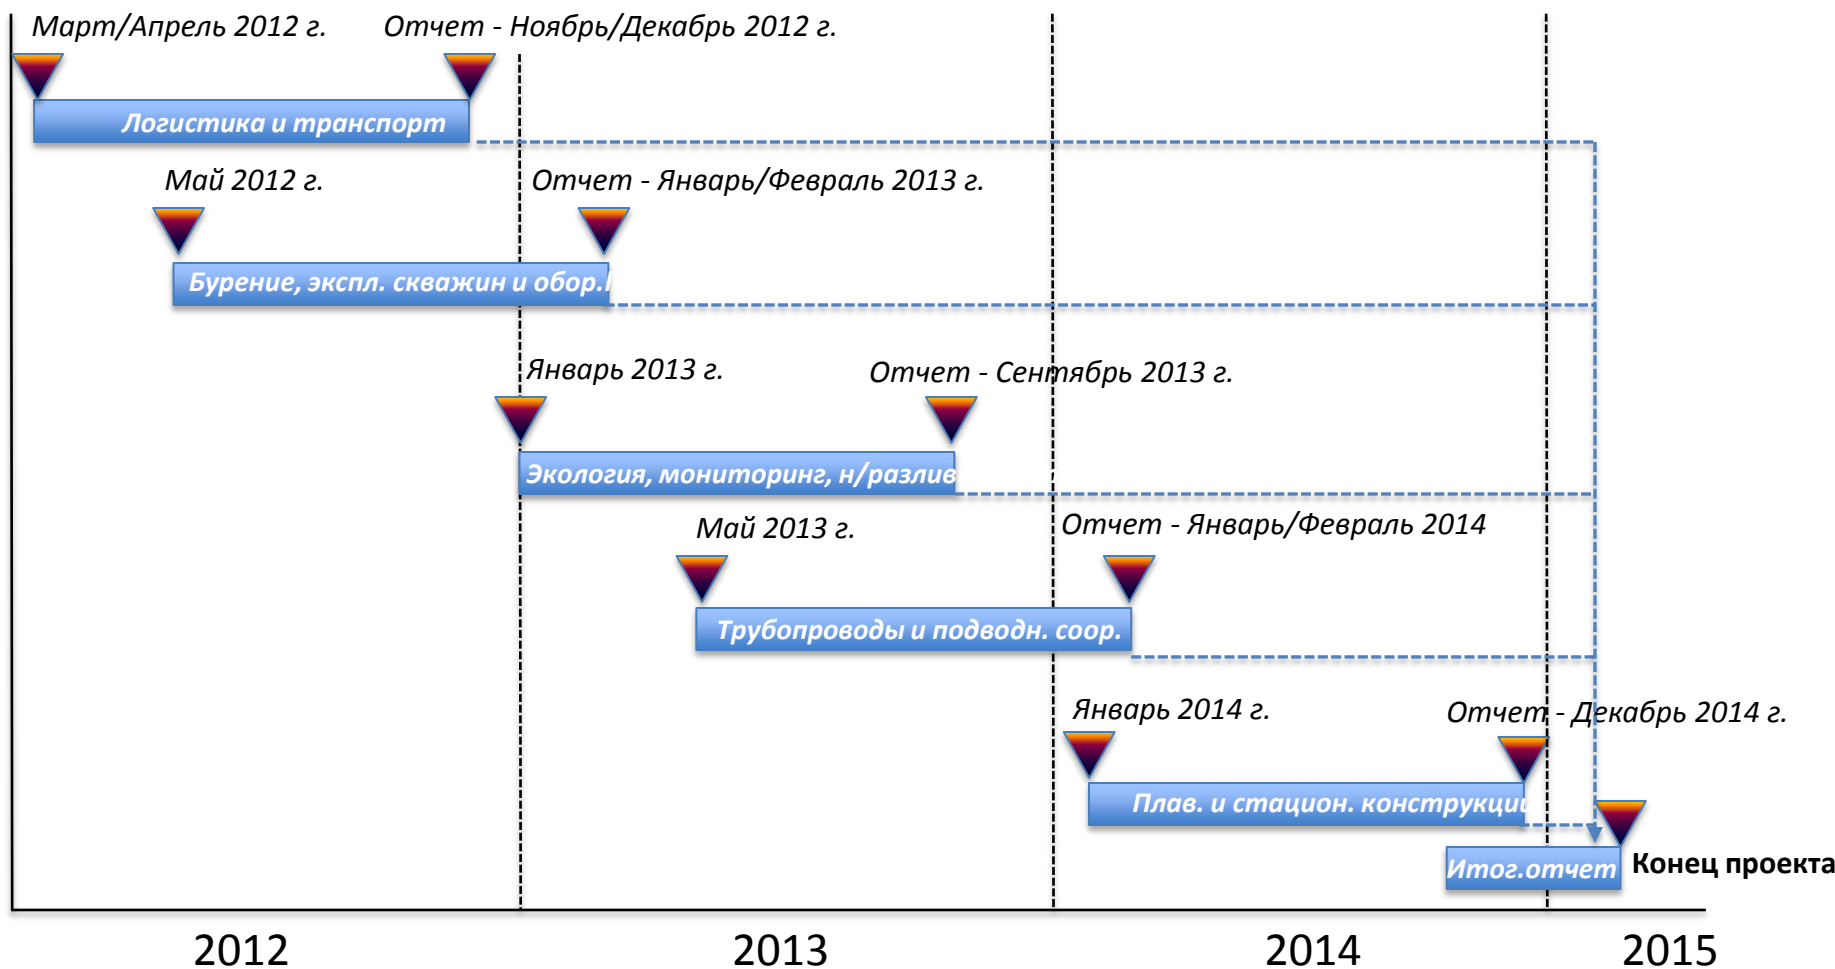 Март/Апрель 2012 г.
Отчет - Ноябрь/Декабрь 2012 г.
Логистика и транспорт
Май 2012 г.
Отчет - Январь/Февраль 2013 г.
Бурение, экспл. скважин и обор.
Январь 2013 г.
Отчет - Сентябрь 2013 г.
Экология, мониторинг, н/разлив
Май 2013 г.
Отчет - Январь/Февраль 2014
Трубопроводы и подводн. соор.
Январь 2014 г.
Отчет - Декабрь 2014 г.
Плав. и стацион. конструкции
Итог.отчет
Конец проекта
2012
2013
2014
2015